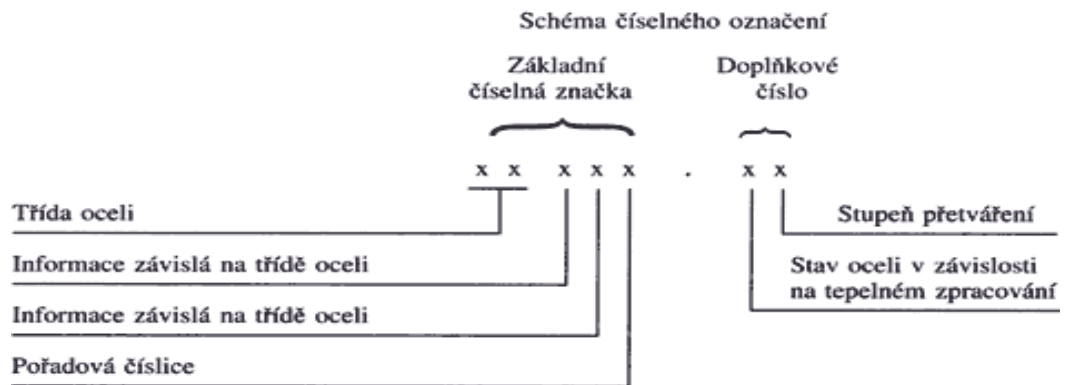 Schéma číselného označení
Základní
číselná značka
Doplňkové
číslo
x x x x x . x x
Třída oceli
Informace závislá na třídě oceli
Informace závislá na třídě oceli
Pořadová číslice
Stupeň přetváření
Stav oceli v závislosti
na tepelném zpracování